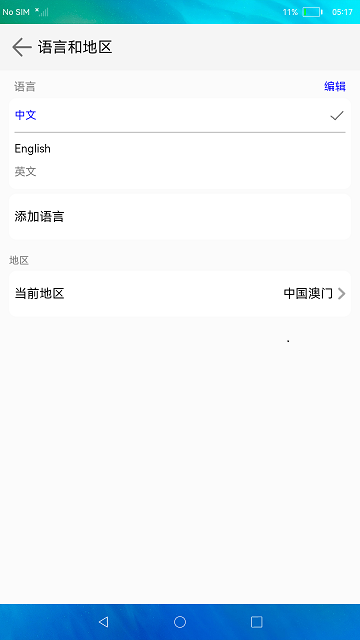 No SIM 11% 05:17
语言和地区
语言 编辑
中文
English
英文
添加语言
地区
当前地区 中国澳门